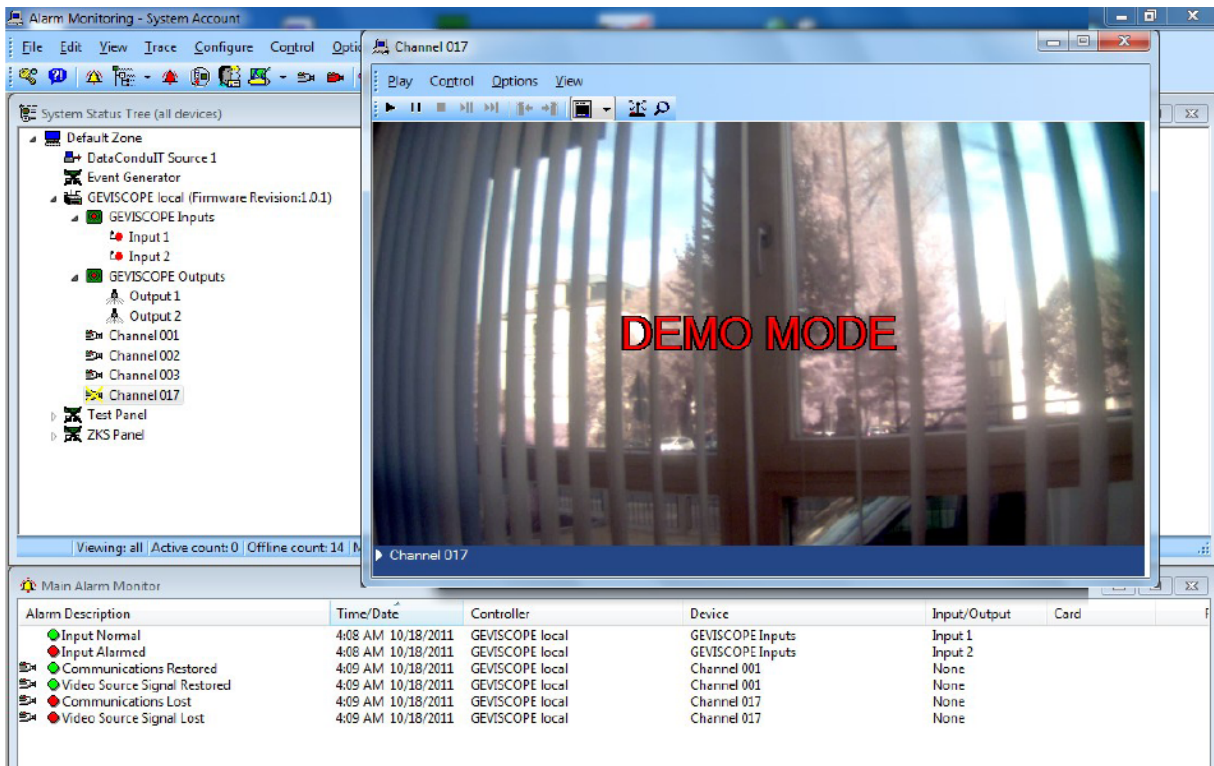 Alarm Monitoring - System Account
File Edit View Trace Configure Control
System Status Tree (all devices)
Default Zone
DataConduIT Source 1
Event Generator
GEVISCOPE local (Firmware Revision:1.0.1)
GEVISCOPE Inputs
Input 1
Input 2
GEVISCOPE Outputs
Output 1
Output 2
Channel 001
Channel 002
Channel 003
Channel 017
Test Panel
ZKS Panel
Viewing: all Active count: 0 Offline count: 14
Channel 017
Play Control Options View
DEMO MODE
Channel 017
Main Alarm Monitor
Alarm Description Time/Date Controller Device Input/Output Card
Input Normal 4:08 AM 10/18/2011 GEVISCOPE local GEVISCOPE Inputs Input 1
Input Alarmed 4:08 AM 10/18/2011 GEVISCOPE local GEVISCOPE Inputs Input 2
Communications Restored 4:09 AM 10/18/2011 GEVISCOPE local Channel 001 None
Video Source Signal Restored 4:09 AM 10/18/2011 GEVISCOPE local Channel 001 None
Communications Lost 4:09 AM 10/18/2011 GEVISCOPE local Channel 017 None
Video Source Signal Lost 4:09 AM 10/18/2011 GEVISCOPE local Channel 017 None